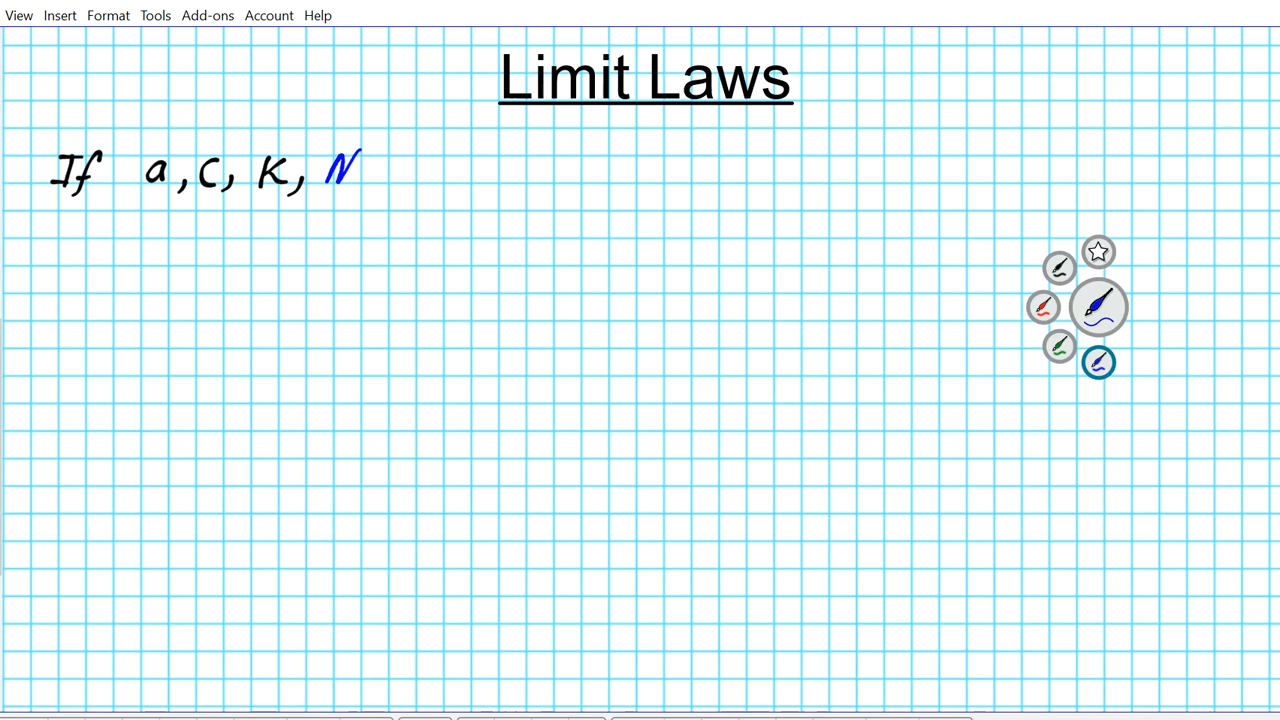 View Insert Format Tools Add-ons Account Help
Limit Laws
If a, c, K, N